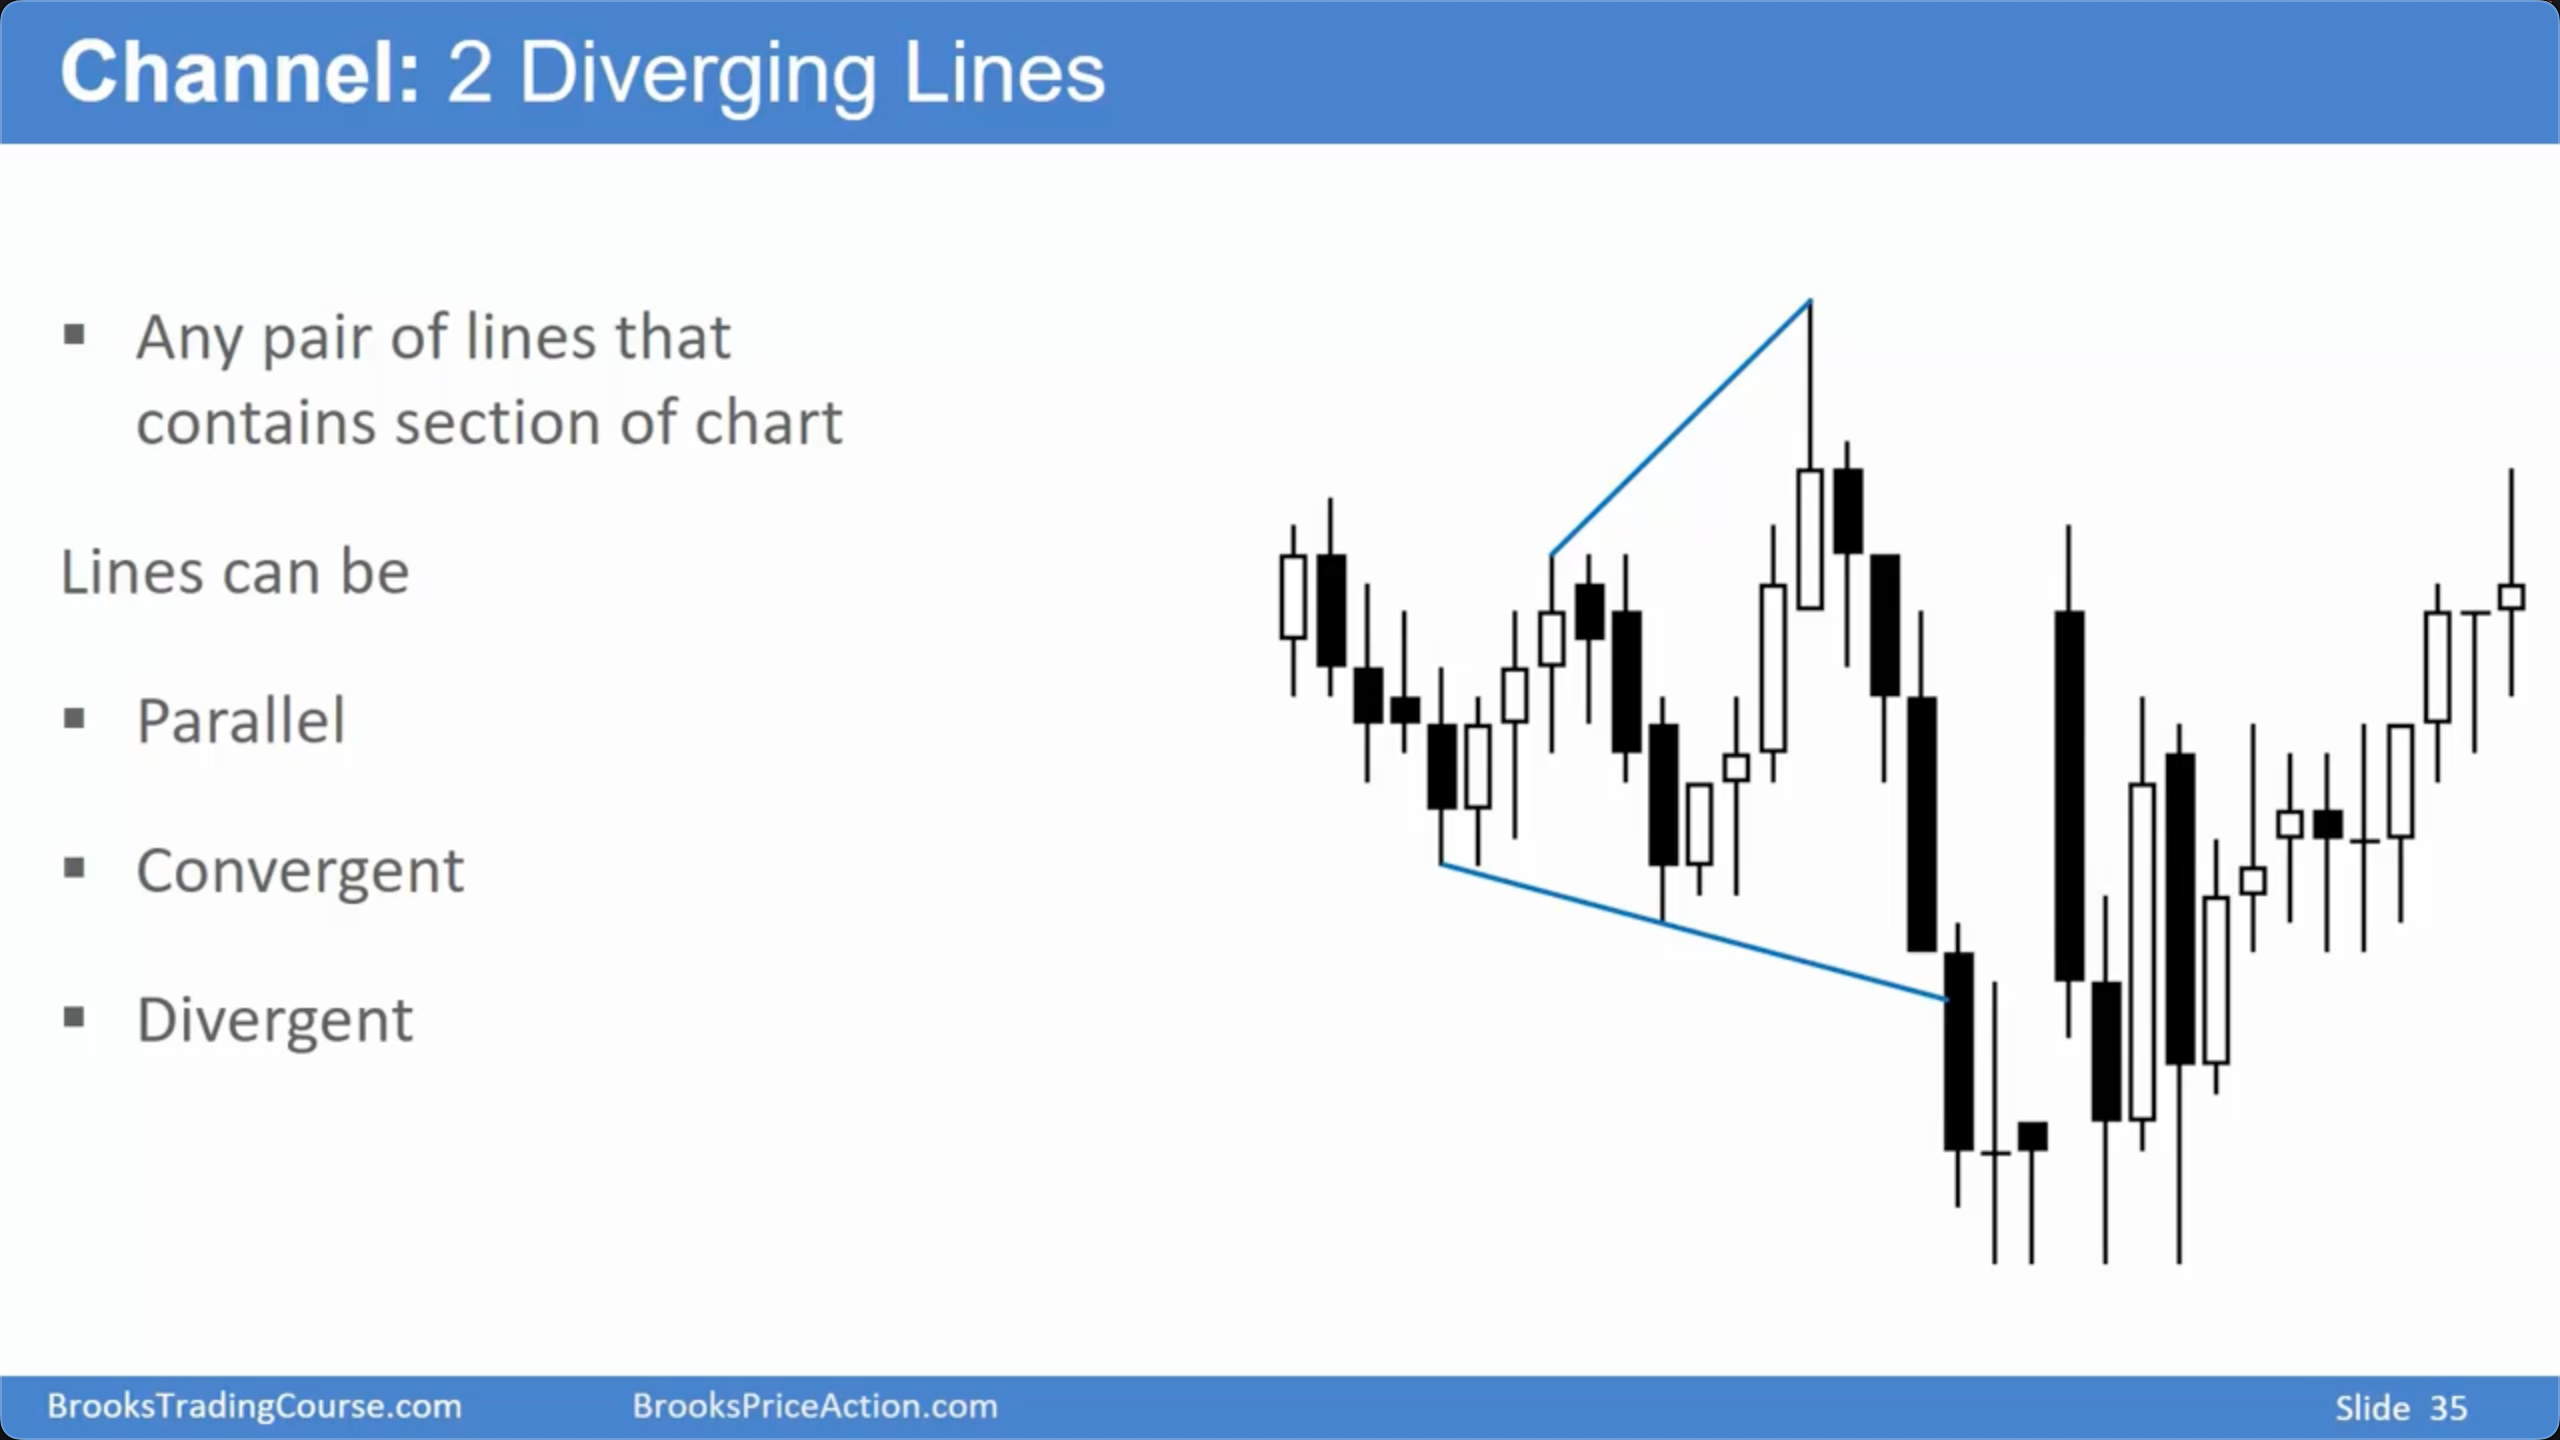 Channel: 2 Diverging Lines
▪ Any pair of lines that
contains section of chart
Lines can be
▪ Parallel
▪ Convergent
▪ Divergent
BrooksTradingCourse.com BrooksPriceAction.com Slide 35